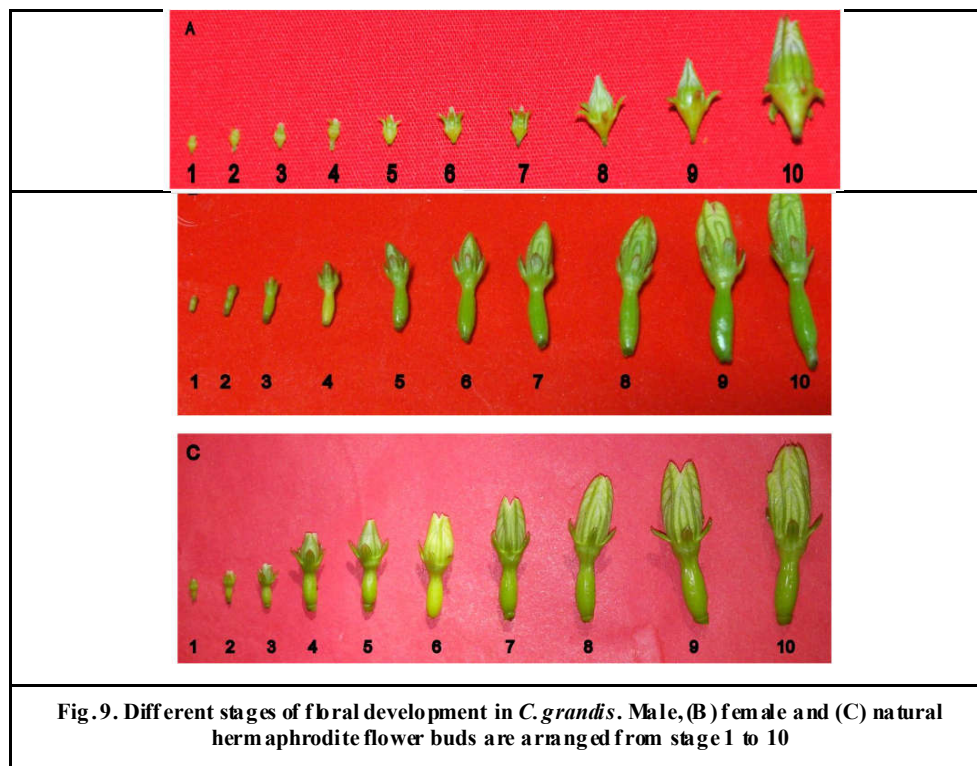 A
1 2 3 4 5 6 7 8 9 10
1 2 3 4 5 6 7 8 9 10
C
1 2 3 4 5 6 7 8 9 10
Fig.9. Different stages of floral development in C. grandis. Male, (B) female and (C) natural
hermaphrodite flower buds are arranged from stage 1 to 10